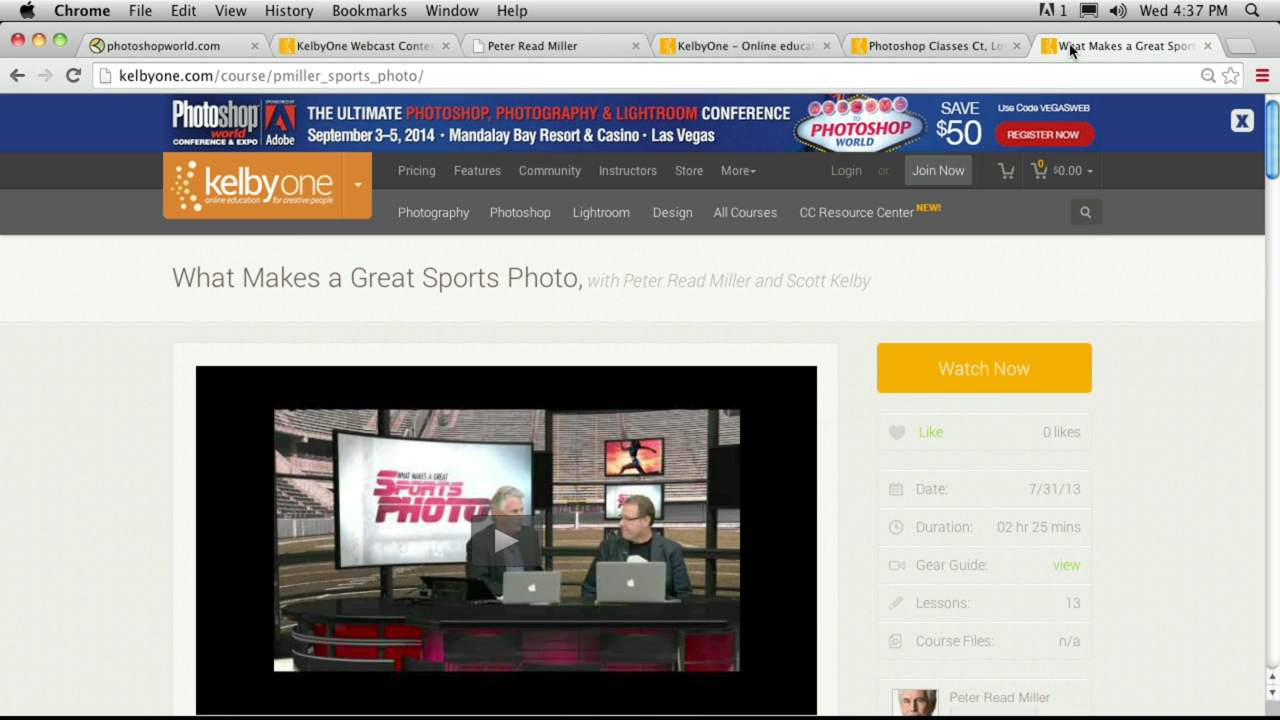 Chrome File Edit View History Bookmarks Window Help 1 Wed 4:37 PM
photoshopworld.com KelbyOne Webcast Contes Peter Read Miller KelbyOne – Online educat Photoshop Classes Ct, Lo What Makes a Great Sport
kelbyone.com/course/pmiller_sports_photo/
Photoshop world CONFERENCE & EXPO SPONSORED BY Adobe
THE ULTIMATE PHOTOSHOP, PHOTOGRAPHY & LIGHTROOM CONFERENCE
September 3–5, 2014 • Mandalay Bay Resort & Casino • Las Vegas
WELCOME TO PHOTOSHOP WORLD
SAVE $50
Use Code VEGASWEB
REGISTER NOW
X
kelbyone
online education for creative people
Pricing Features Community Instructors Store More Login or Join Now 0 $0.00
Photography Photoshop Lightroom Design All Courses CC Resource Center NEW!
What Makes a Great Sports Photo, with Peter Read Miller and Scott Kelby
WHAT MAKES A GREAT
SPORTS
PHOTO
Watch Now
Like 0 likes
Date: 7/31/13
Duration: 02 hr 25 mins
Gear Guide: view
Lessons: 13
Course Files: n/a
Peter Read Miller